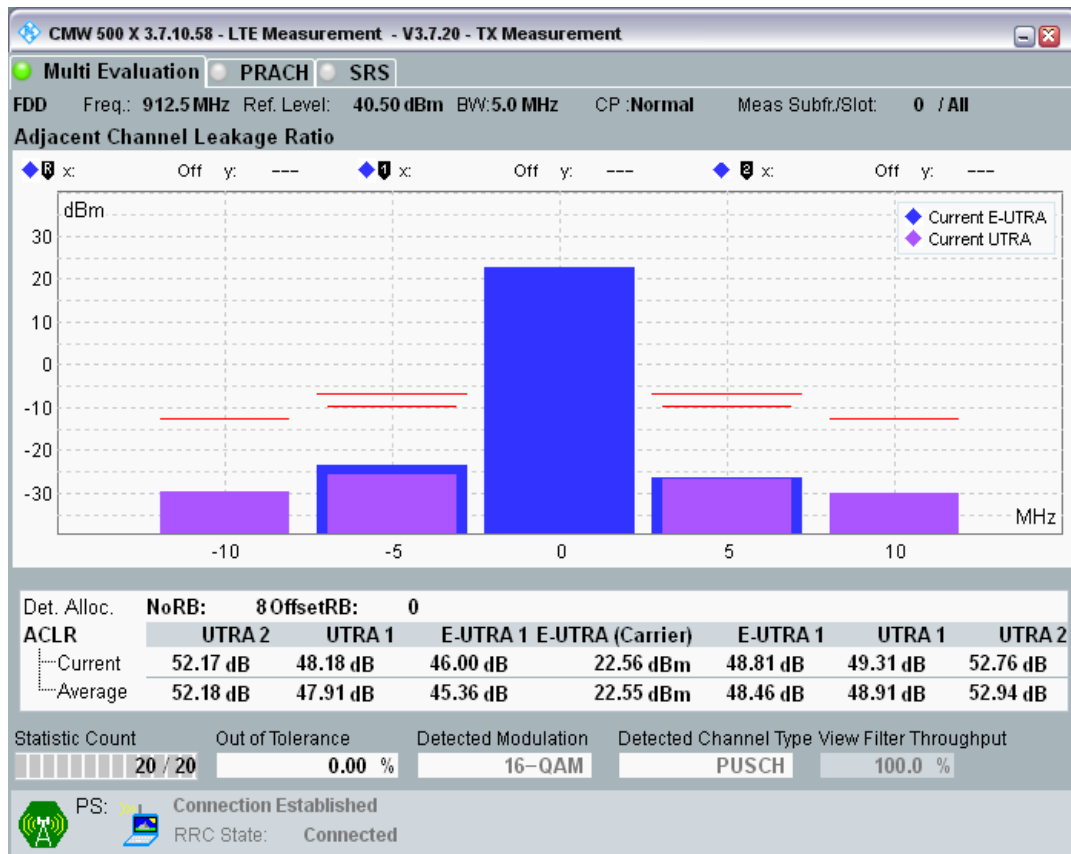 CMW 500 X 3.7.10.58 - LTE Measurement - V3.7.20 - TX Measurement
Multi Evaluation PRACH SRS
FDD Freq.: 912.5 MHz Ref. Level: 40.50 dBm BW:5.0 MHz CP :Normal Meas Subfr./Slot: 0 / All
Adjacent Channel Leakage Ratio
R x: Off y: --- 1 x: Off y: --- 2 x: Off y: ---
dBm
Current E-UTRA
Current UTRA
30
20
10
0
-10
-20
-30
MHz
-10 -5 0 5 10
Det. Alloc. NoRB: 8 OffsetRB: 0
ACLR UTRA 2 UTRA 1 E-UTRA 1 E-UTRA (Carrier) E-UTRA 1 UTRA 1 UTRA 2
Current 52.17 dB 48.18 dB 46.00 dB 22.56 dBm 48.81 dB 49.31 dB 52.76 dB
Average 52.18 dB 47.91 dB 45.36 dB 22.55 dBm 48.46 dB 48.91 dB 52.94 dB
Statistic Count Out of Tolerance Detected Modulation Detected Channel Type View Filter Throughput
20 / 20 0.00 % 16-QAM PUSCH 100.0 %
PS: Connection Established
RRC State: Connected